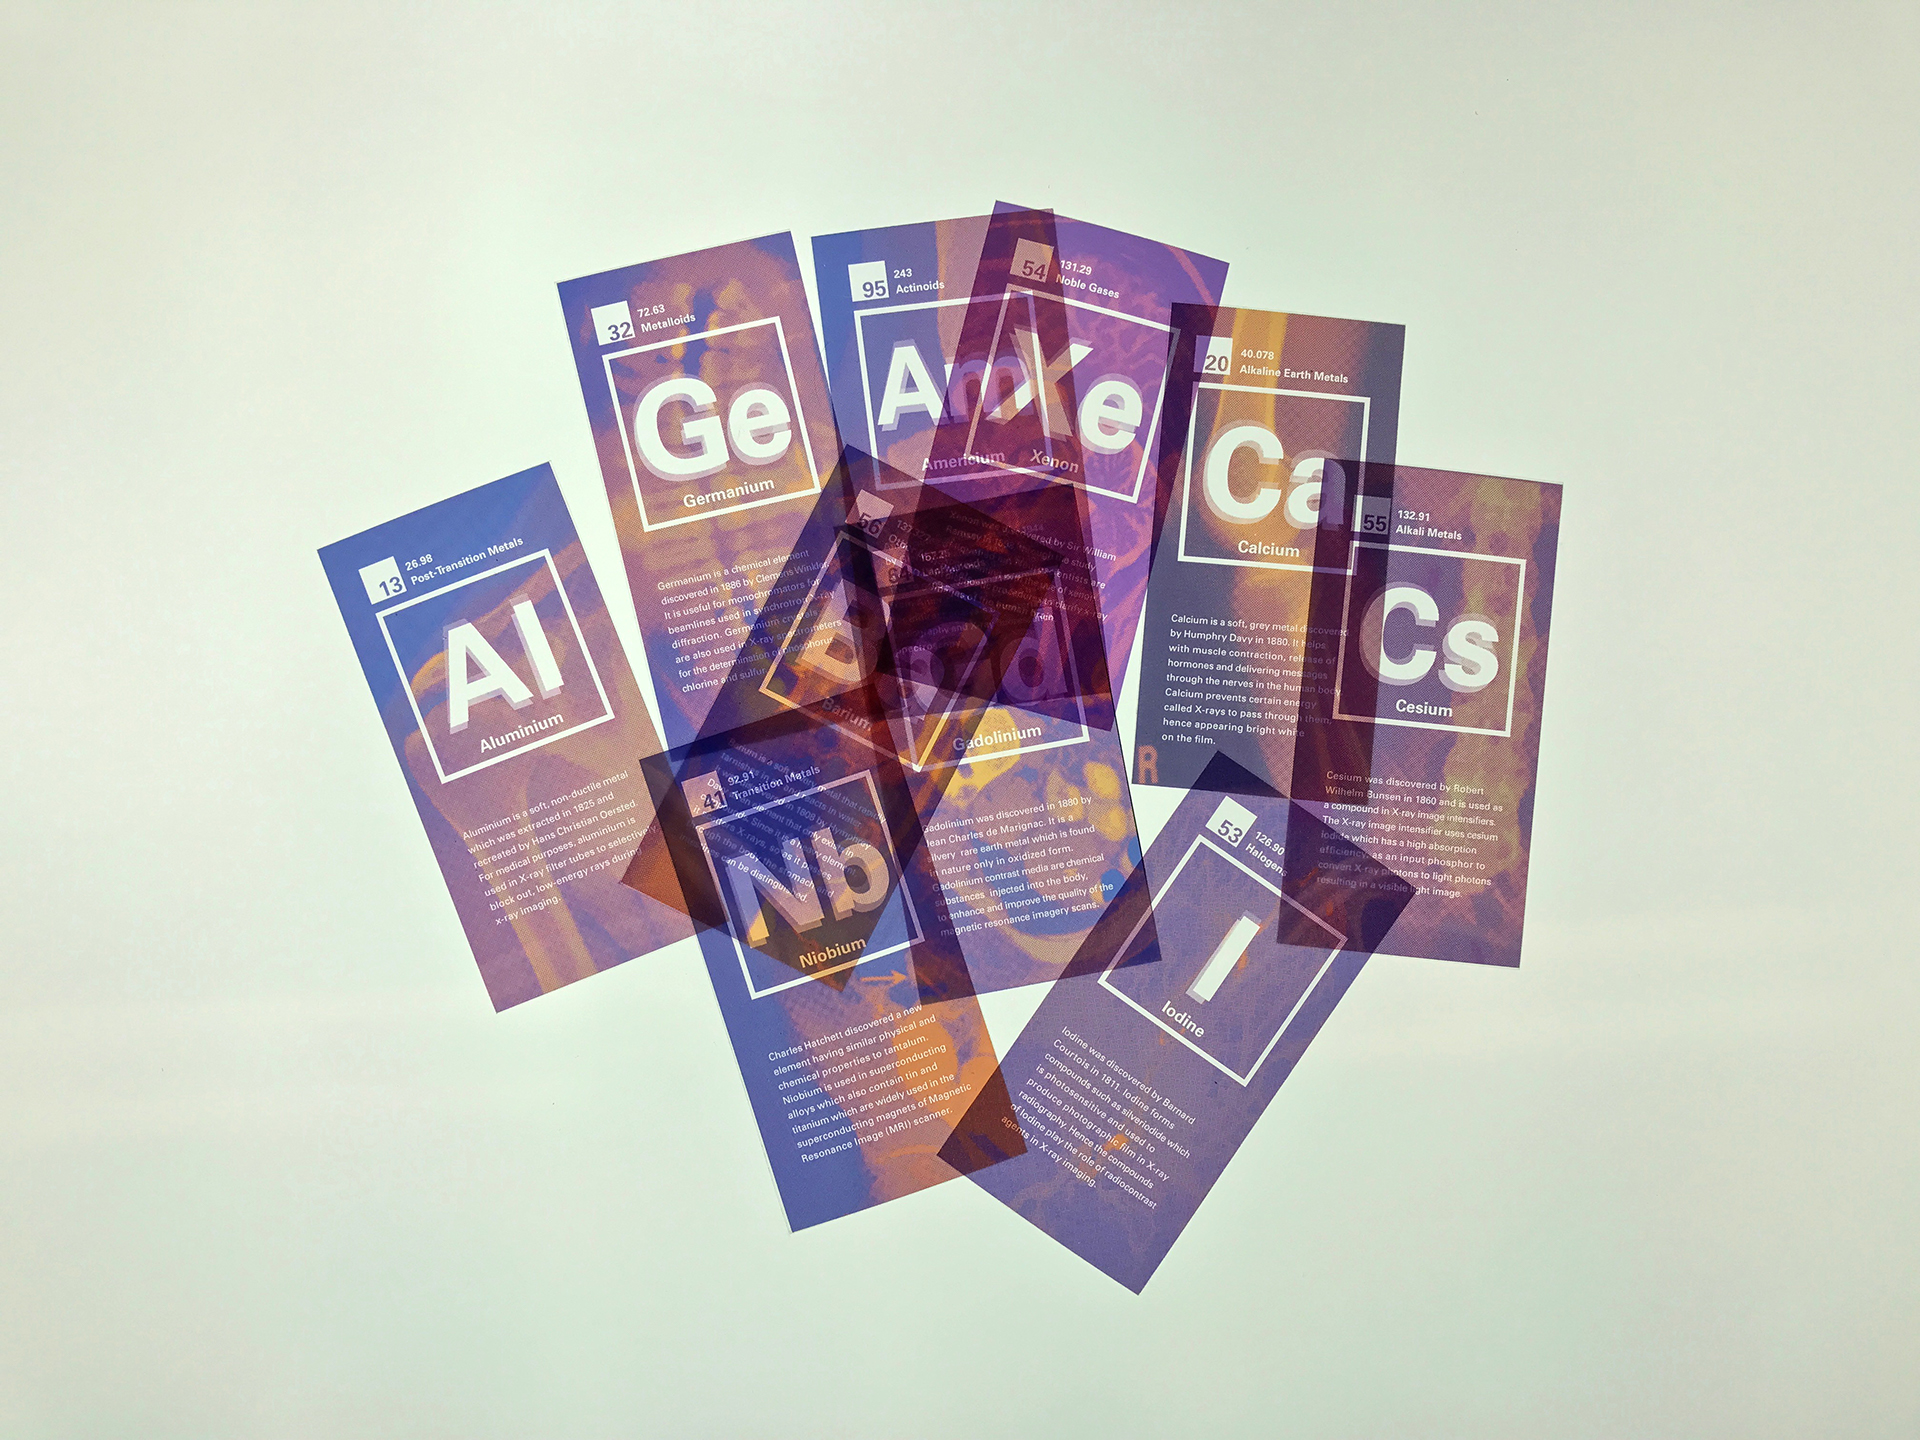 32
72.63
Metalloids
Ge
Germanium
Germanium is a chemical element
discovered in 1886 by Clemens Winkler.
It is useful for monochromators for
beamlines used in synchrotron x-ray
diffraction. Germanium crystals
are also used in X-ray spectrometers
for the determination of phosphorus
chlorine and sulfur.
95
243
Actinoids
Am
Americium
54
131.29
Noble Gases
Xe
Xenon
20
40.078
Alkaline Earth Metals
Ca
Calcium
Calcium is a soft, grey metal discovered
by Humphry Davy in 1880. It helps
with muscle contraction, release of
hormones and delivering messages
through the nerves in the human body.
Calcium prevents certain energy
called X-rays to pass through them,
hence appearing bright white
on the film.
R
55
132.91
Alkali Metals
Cs
Cesium
Cesium was discovered by Robert
Wilhelm Bunsen in 1860 and is used as
a compound in X-ray image intensifiers.
The X-ray image intensifier uses cesium
iodide which has a high absorption
efficiency, as an input phosphor to
convert X-ray photons to light photons
resulting in a visible light image.
13
26.98
Post-Transition Metals
Al
Aluminium
Aluminium is a soft, non-ductile metal
which was extracted in 1825 and
recreated by Hans Christian Oersted.
For medical purposes, aluminium is
used in X-ray filter tubes to selectively
block out, low-energy rays during
x-ray imaging.
56
Barium
Gd
Gadolinium
Gadolinium was discovered in 1880 by
Jean Charles de Marignac. It is a
silvery rare earth metal which is found
in nature only in oxidized form.
Gadolinium contrast media are chemical
substances injected into the body,
to enhance and improve the quality of the
magnetic resonance imagery scans.
41
92.91
Transition Metals
Nb
Niobium
Charles Hatchett discovered a new
element having similar physical and
chemical properties to tantalum.
Niobium is used in superconducting
alloys which also contain tin and
titanium which are widely used in the
superconducting magnets of Magnetic
Resonance Image (MRI) scanner.
53
126.90
Halogens
I
Iodine
Iodine was discovered by Barnard
Courtois in 1811. Iodine forms
compounds such as silveriodide which
is photosensitive and used to
produce photographic film in X-ray
radiography. Hence the compounds
of Iodine play the role of radiocontrast
agents in X-ray imaging.